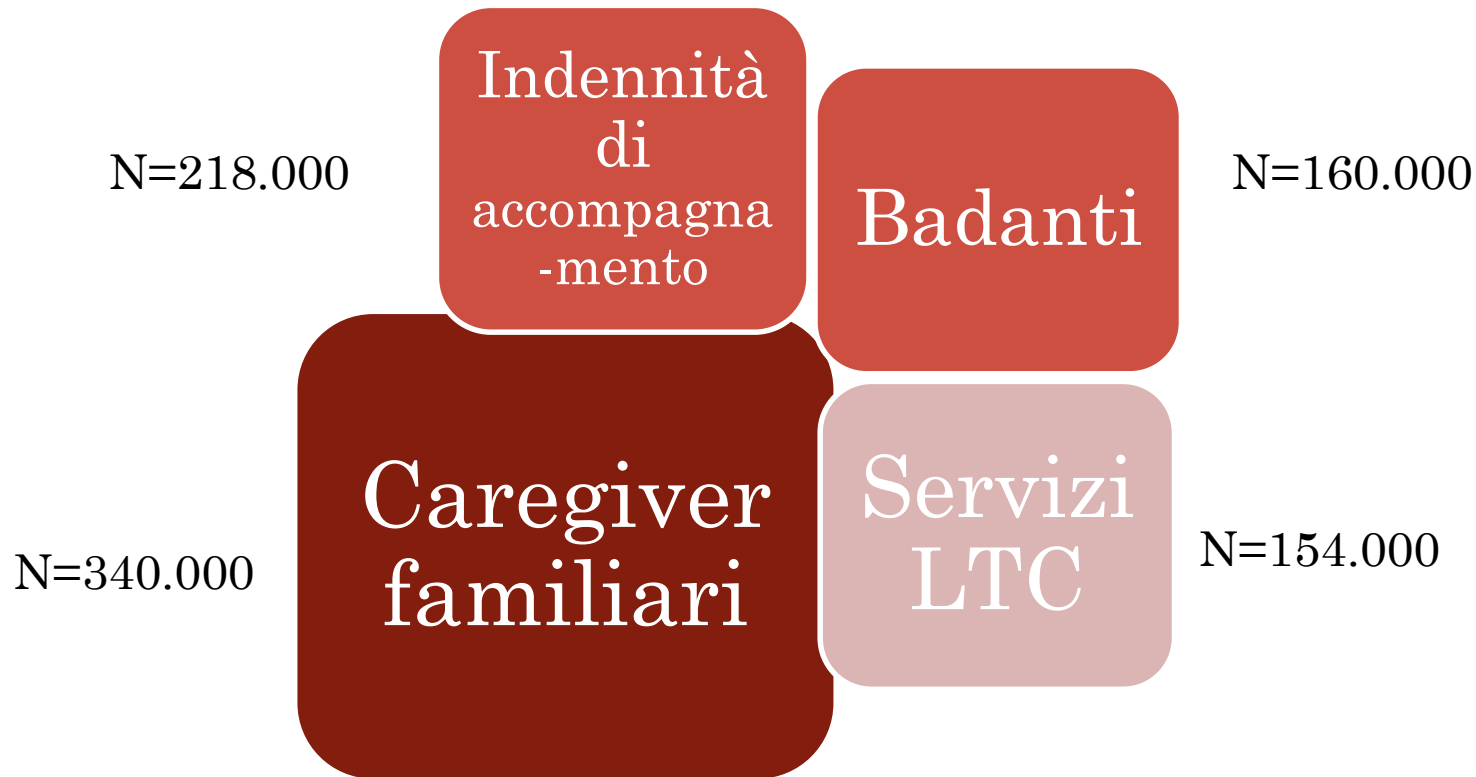 Indennità
di
accompagna
-mento
N=218.000
Badanti
N=160.000
Caregiver
familiari
N=340.000
Servizi
LTC
N=154.000